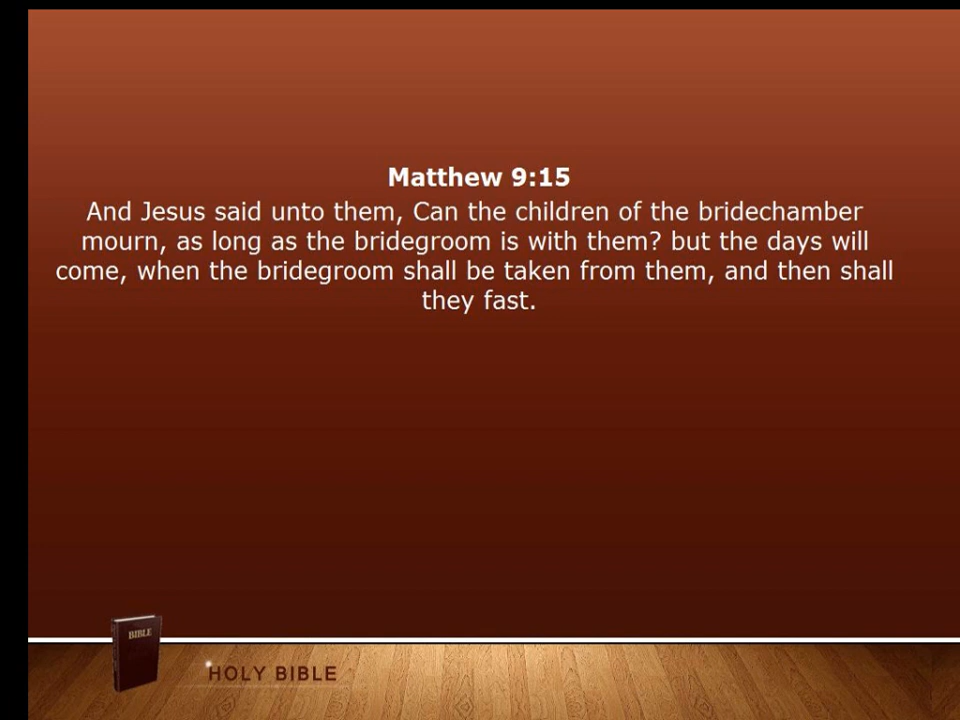 Matthew 9:15
And Jesus said unto them, Can the children of the bridechamber
mourn, as long as the bridegroom is with them? but the days will
come, when the bridegroom shall be taken from them, and then shall
they fast.
BIBLE
HOLY BIBLE